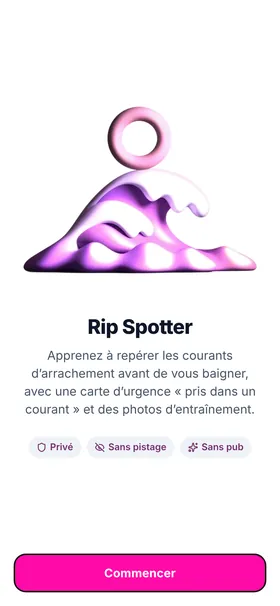 Rip Spotter
Apprenez à repérer les courants
d’arrachement avant de vous baigner,
avec une carte d’urgence « pris dans un
courant » et des photos d’entraînement.
Privé
Sans pistage
Sans pub
Commencer